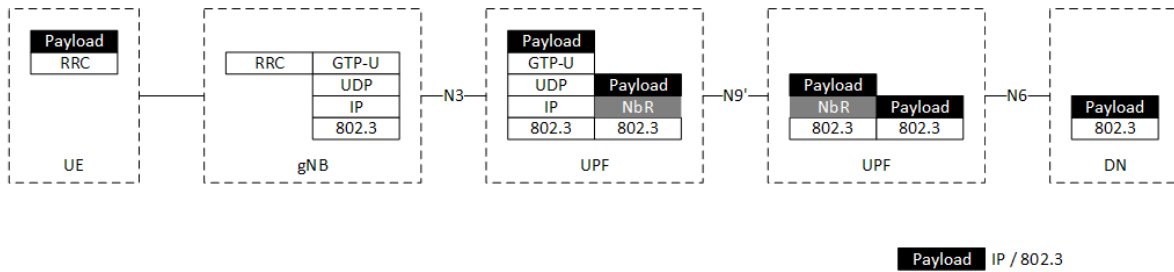 Payload
RRC
UE
RRC GTP-U
UDP
IP
802.3
gNB
N3
Payload
GTP-U
UDP Payload
IP NbR
802.3 802.3
UPF
N9'
Payload
NbR Payload
802.3 802.3
UPF
N6
Payload
802.3
DN
Payload IP / 802.3